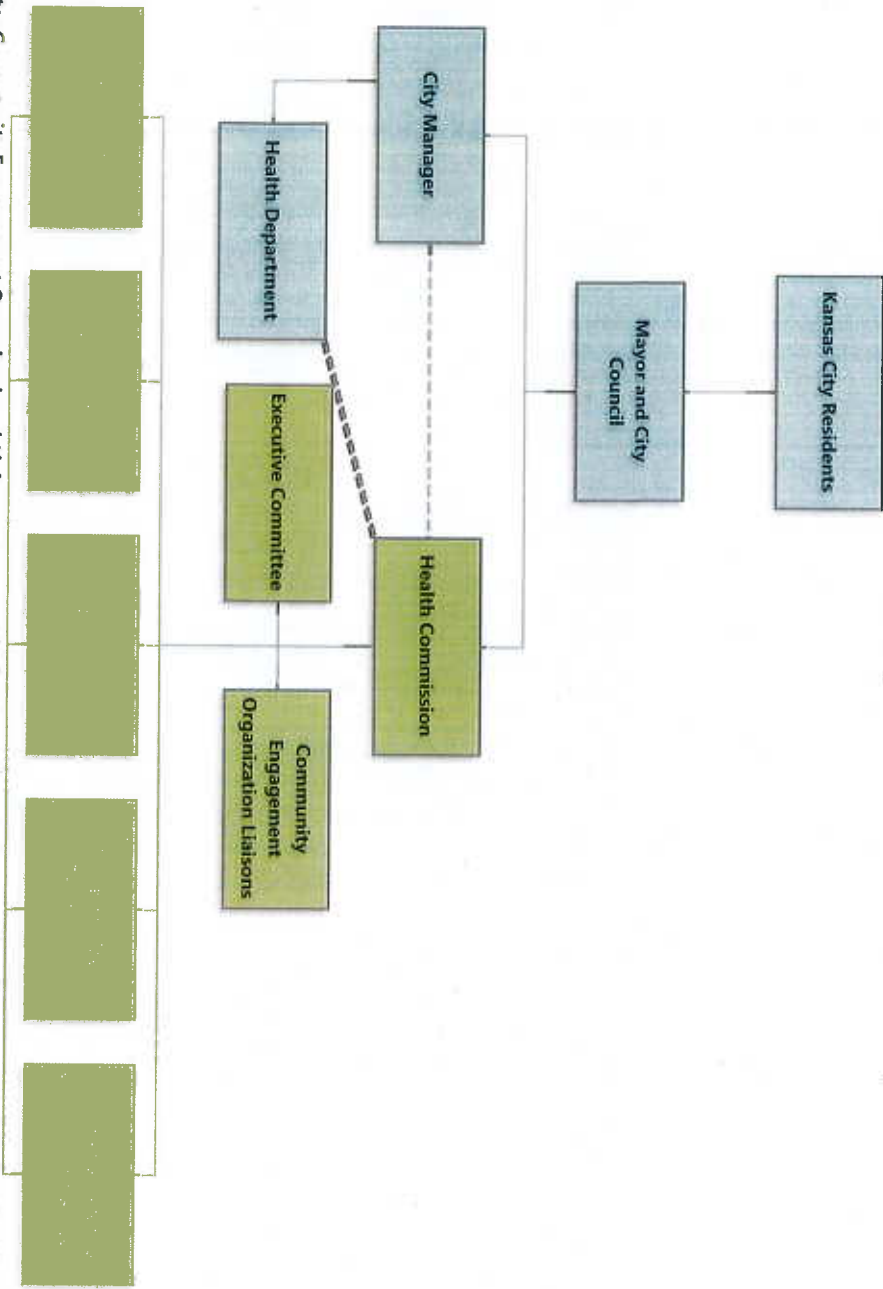 Kansas City Residents
Mayor and City
Council
City Manager
Health Commission
Health Department
Executive Committee
Community
Engagement
Organization Liaisons